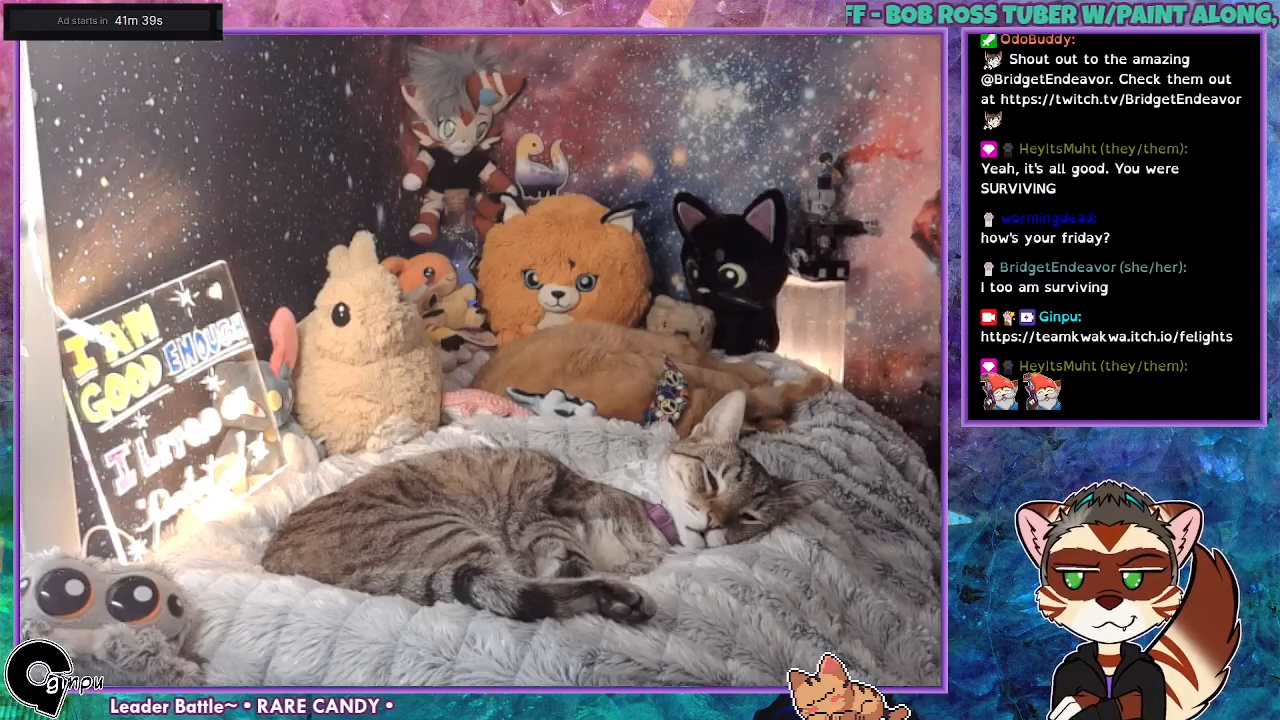 Ad starts in 41m 39s
FF - BOB ROSS TUBER W/PAINT ALONG,
OdoBuddy:
Shout out to the amazing
@BridgetEndeavor. Check them out
at https://twitch.tv/BridgetEndeavor
HeyItsMuht (they/them):
Yeah, it's all good. You were
SURVIVING
wormingdead:
how's your friday?
BridgetEndeavor (she/her):
I too am surviving
Ginpu:
https://teamkwakwa.itch.io/felights
HeyItsMuht (they/them):
I AM
GOOD ENOUGH
I
ginpu
Leader Battle~ • RARE CANDY •